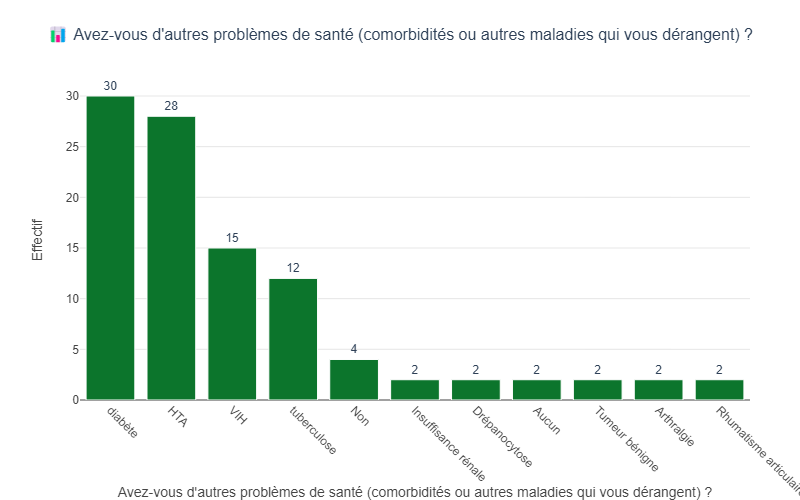 Avez-vous d'autres problèmes de santé (comorbidités ou autres maladies qui vous dérangent) ?
30
28
15
12
4
2
2
2
2
2
2
30
25
20
15
10
5
0
Effectif
diabète
HTA
VIH
tuberculose
Non
Insuffisance rénale
Drépanocytose
Aucun
Tumeur bénigne
Arthralgie
Rhumatisme
Avez-vous d'autres problèmes de santé (comorbidités ou autres maladies qui vous dérangent) ?